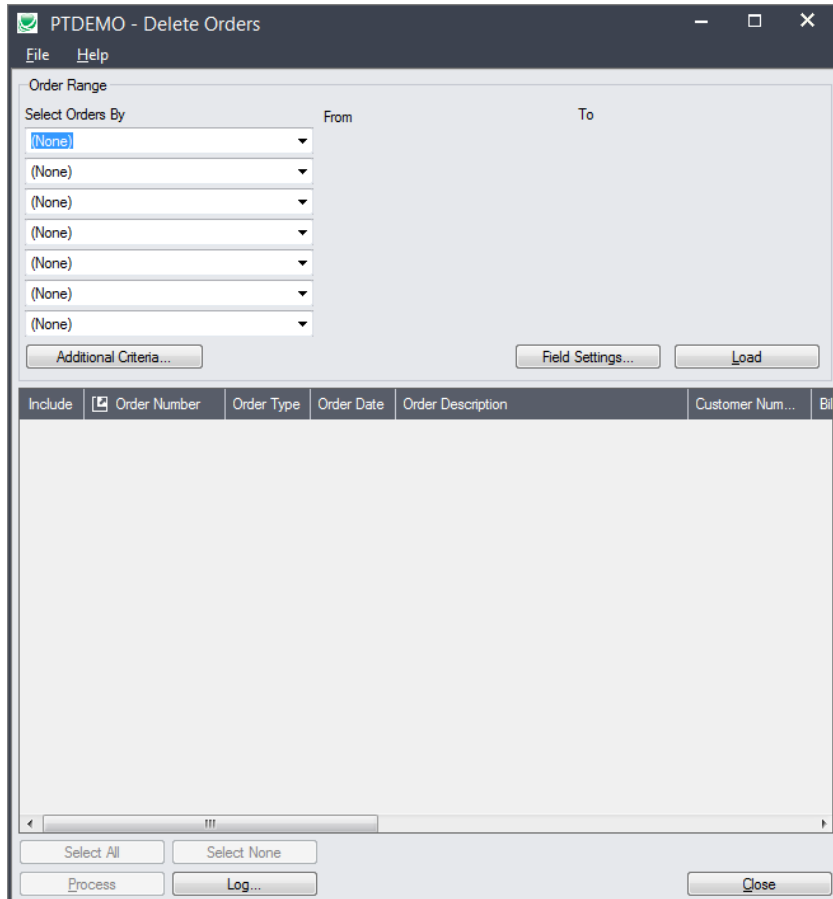 PTDEMO - Delete Orders
File Help
Order Range
Select Orders By From To
(None)
(None)
(None)
(None)
(None)
(None)
(None)
Additional Criteria... Field Settings... Load
Include Order Number Order Type Order Date Order Description Customer Num... Bil
Select All Select None
Process Log... Close